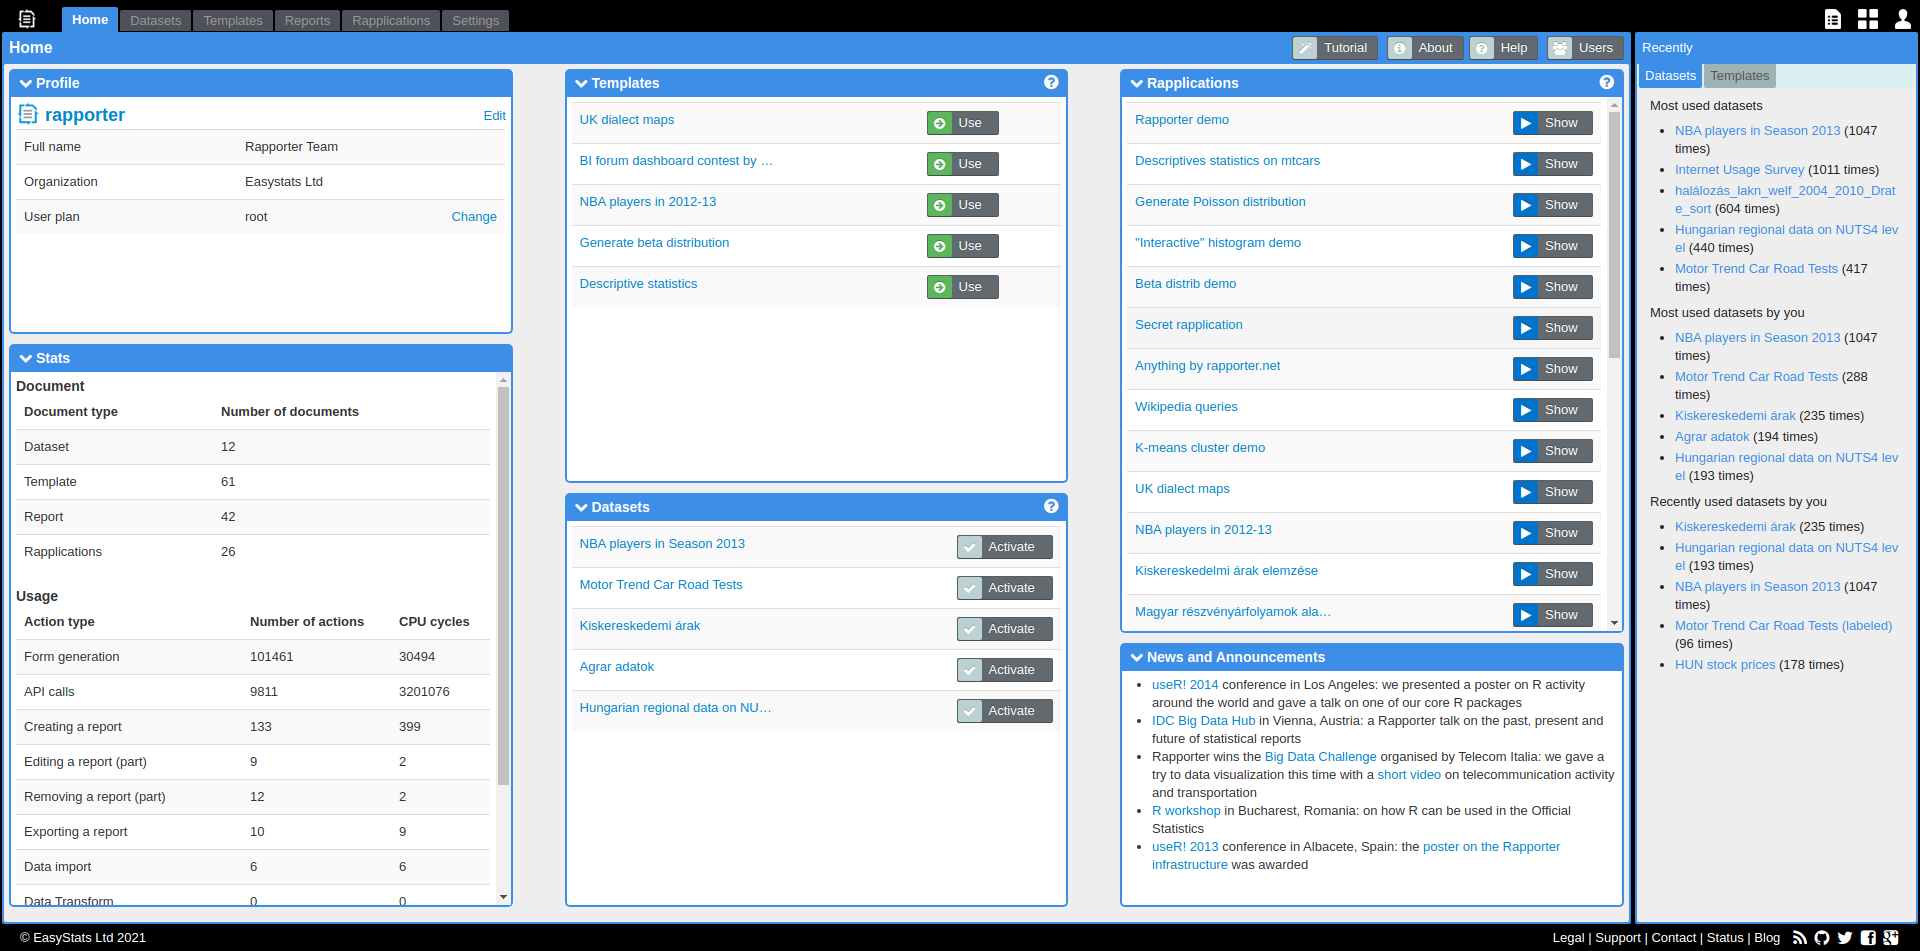 Home Datasets Templates Reports Rapplications Settings
Home
Tutorial About Help Users
Profile
rapporter Edit
Full name Rapporter Team
Organization Easystats Ltd
User plan root Change
Stats
Document
Document type Number of documents
Dataset 12
Template 61
Report 42
Rapplications 26
Usage
Action type Number of actions CPU cycles
Form generation 101461 30494
API calls 9811 3201076
Creating a report 133 399
Editing a report (part) 9 2
Removing a report (part) 12 2
Exporting a report 10 9
Data import 6 6
Data Transform 0 0
Templates
UK dialect maps Use
BI forum dashboard contest by … Use
NBA players in 2012-13 Use
Generate beta distribution Use
Descriptive statistics Use
Datasets
NBA players in Season 2013 Activate
Motor Trend Car Road Tests Activate
Kiskereskedemi árak Activate
Agrar adatok Activate
Hungarian regional data on NU… Activate
Rapplications
Rapporter demo Show
Descriptives statistics on mtcars Show
Generate Poisson distribution Show
"Interactive" histogram demo Show
Beta distrib demo Show
Secret rapplication Show
Anything by rapporter.net Show
Wikipedia queries Show
K-means cluster demo Show
UK dialect maps Show
NBA players in 2012-13 Show
Kiskereskedelmi árak elemzése Show
Magyar részvényárfolyamok ala… Show
News and Announcements
useR! 2014 conference in Los Angeles: we presented a poster on R activity
around the world and gave a talk on one of our core R packages
IDC Big Data Hub in Vienna, Austria: a Rapporter talk on the past, present and
future of statistical reports
Rapporter wins the Big Data Challenge organised by Telecom Italia: we gave a
try to data visualization this time with a short video on telecommunication activity
and transportation
R workshop in Bucharest, Romania: on how R can be used in the Official
Statistics
useR! 2013 conference in Albacete, Spain: the poster on the Rapporter
infrastructure was awarded
Recently
Datasets Templates
Most used datasets
NBA players in Season 2013 (1047
times)
Internet Usage Survey (1011 times)
halálozás_lakn_welf_2004_2010_Drat
e_sort (604 times)
Hungarian regional data on NUTS4 lev
el (440 times)
Motor Trend Car Road Tests (417
times)
Most used datasets by you
NBA players in Season 2013 (1047
times)
Motor Trend Car Road Tests (288
times)
Kiskereskedemi árak (235 times)
Agrar adatok (194 times)
Hungarian regional data on NUTS4 lev
el (193 times)
Recently used datasets by you
Kiskereskedemi árak (235 times)
Hungarian regional data on NUTS4 lev
el (193 times)
NBA players in Season 2013 (1047
times)
Motor Trend Car Road Tests (labeled)
(96 times)
HUN stock prices (178 times)
© EasyStats Ltd 2021
Legal | Support | Contact | Status | Blog